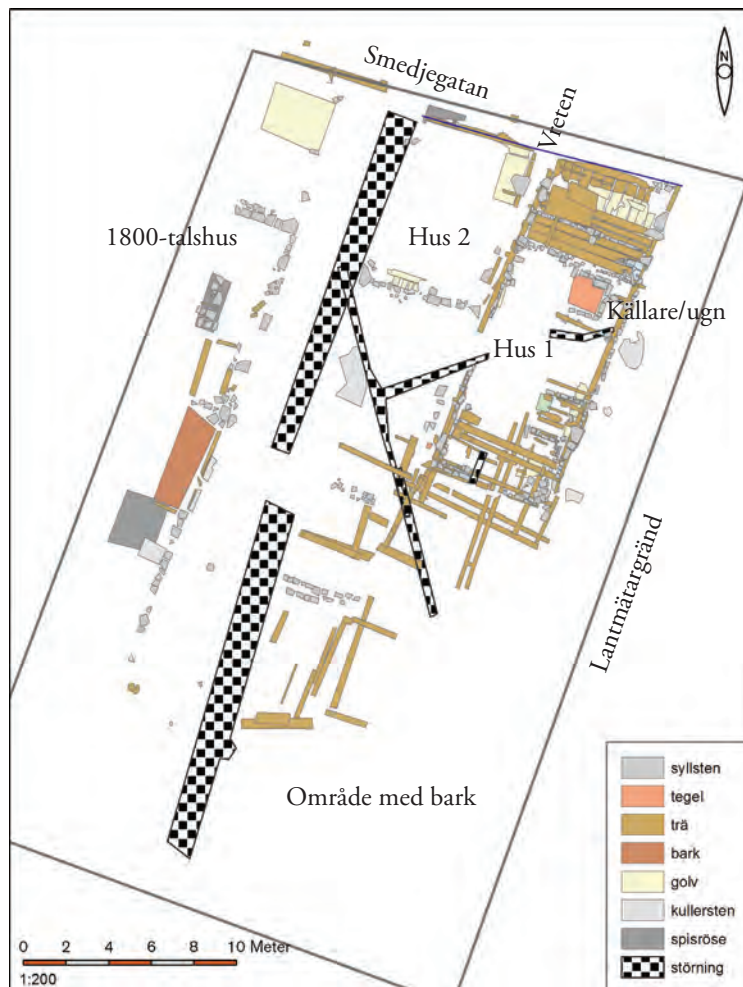 Smedjegatan
N
Vreten
1800-talshus
Hus 2
Källare/ugn
Hus 1
Lantmätargränd
Område med bark
syllsten
tegel
trä
bark
golv
kullersten
spisröse
störning
0 2 4 6 8 10 Meter
1:200